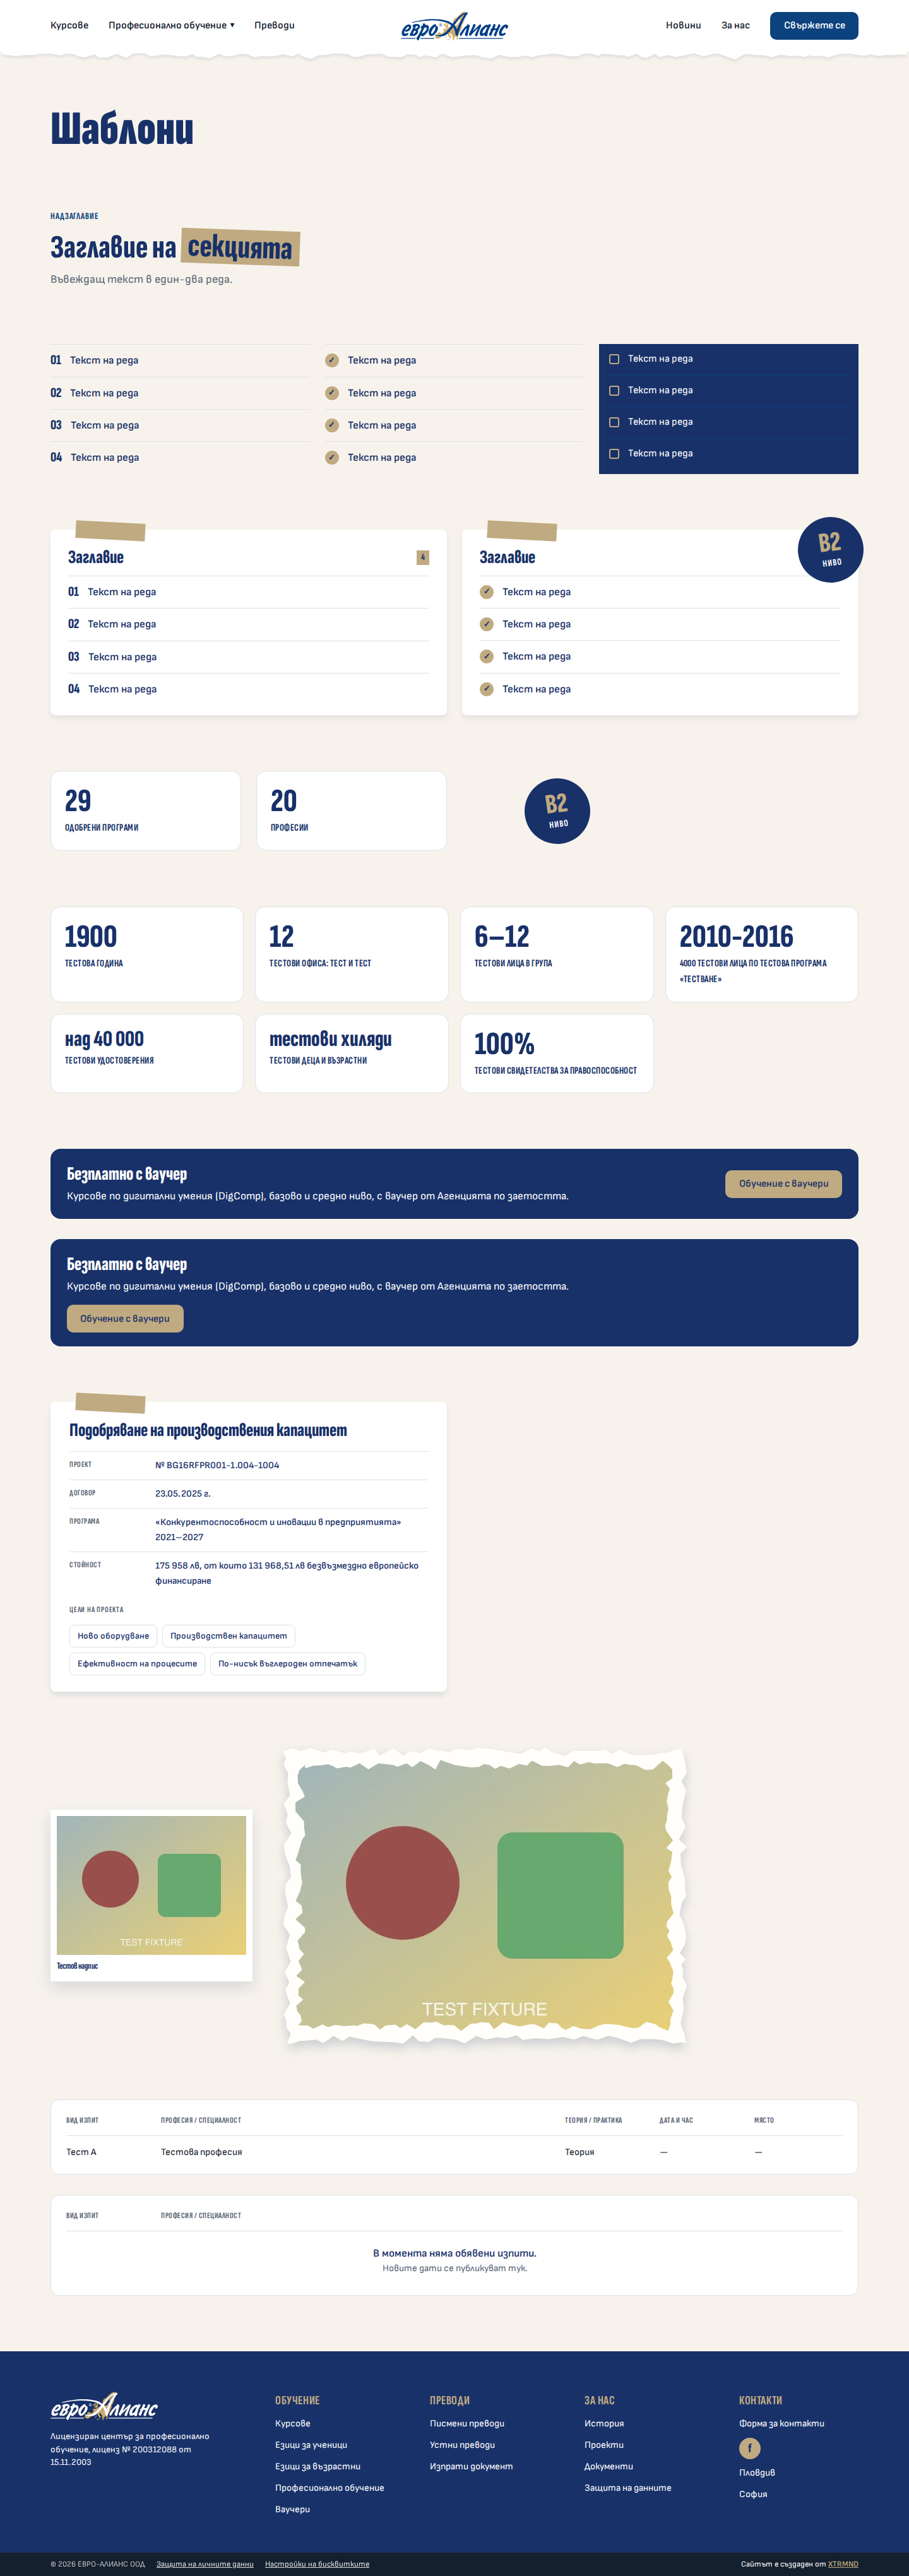 Курсове
Професионално обучение ▾
Преводи
евроАлианс
Новини
За нас
Свържете се
Шаблони
НАДЗАГЛАВИЕ
Заглавие на секцията
Въвеждащ текст в един-два реда.
01 Текст на реда
02 Текст на реда
03 Текст на реда
04 Текст на реда
✓ Текст на реда
✓ Текст на реда
✓ Текст на реда
✓ Текст на реда
Текст на реда
Текст на реда
Текст на реда
Текст на реда
Заглавие 4
01 Текст на реда
02 Текст на реда
03 Текст на реда
04 Текст на реда
Заглавие
B2
НИВО
✓ Текст на реда
✓ Текст на реда
✓ Текст на реда
✓ Текст на реда
29
ОДОБРЕНИ ПРОГРАМИ
20
ПРОФЕСИИ
B2
НИВО
1900
ТЕСТОВА ГОДИНА
12
ТЕСТОВИ ОФИСА: ТЕСТ И ТЕСТ
6–12
ТЕСТОВИ ЛИЦА В ГРУПА
2010-2016
4000 ТЕСТОВИ ЛИЦА ПО ТЕСТОВА ПРОГРАМА
«ТЕСТВАНЕ»
над 40 000
ТЕСТОВИ УДОСТОВЕРЕНИЯ
тестови хиляди
ТЕСТОВИ ДЕЦА И ВЪЗРАСТНИ
100%
ТЕСТОВИ СВИДЕТЕЛСТВА ЗА ПРАВОСПОСОБНОСТ
Безплатно с ваучер
Курсове по дигитални умения (DigComp), базово и средно ниво, с ваучер от Агенцията по заетостта.
Обучение с ваучери
Безплатно с ваучер
Курсове по дигитални умения (DigComp), базово и средно ниво, с ваучер от Агенцията по заетостта.
Обучение с ваучери
Подобряване на производствения капацитет
ПРОЕКТ № BG16RFPR001-1.004-1004
ДОГОВОР 23.05.2025 г.
ПРОГРАМА «Конкурентоспособност и иновации в предприятията»
2021–2027
СТОЙНОСТ 175 958 лв, от които 131 968,51 лв безвъзмездно европейско
финансиране
ЦЕЛИ НА ПРОЕКТА
Ново оборудване
Производствен капацитет
Ефективност на процесите
По-нисък въглероден отпечатък
TEST FIXTURE
Тестов надпис
TEST FIXTURE
ВИД ИЗПИТ ПРОФЕСИЯ / СПЕЦИАЛНОСТ ТЕОРИЯ / ПРАКТИКА ДАТА И ЧАС МЯСТО
Тест А Тестова професия Теория — —
ВИД ИЗПИТ ПРОФЕСИЯ / СПЕЦИАЛНОСТ
В момента няма обявени изпити.
Новите дати се публикуват тук.
евроАлианс
Лицензиран център за професионално
обучение, лиценз № 200312088 от
15.11.2003
ОБУЧЕНИЕ
Курсове
Езици за ученици
Езици за възрастни
Професионално обучение
Ваучери
ПРЕВОДИ
Писмени преводи
Устни преводи
Изпрати документ
ЗА НАС
История
Проекти
Документи
Защита на данните
КОНТАКТИ
Форма за контакти
f
Пловдив
София
© 2026 ЕВРО-АЛИАНС ООД
Защита на личните данни
Настройки на бисквитките
Сайтът е създаден от XTRMND